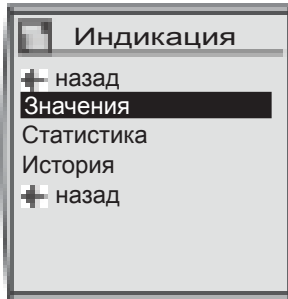 Индикация
назад
Значения
Статистика
История
назад